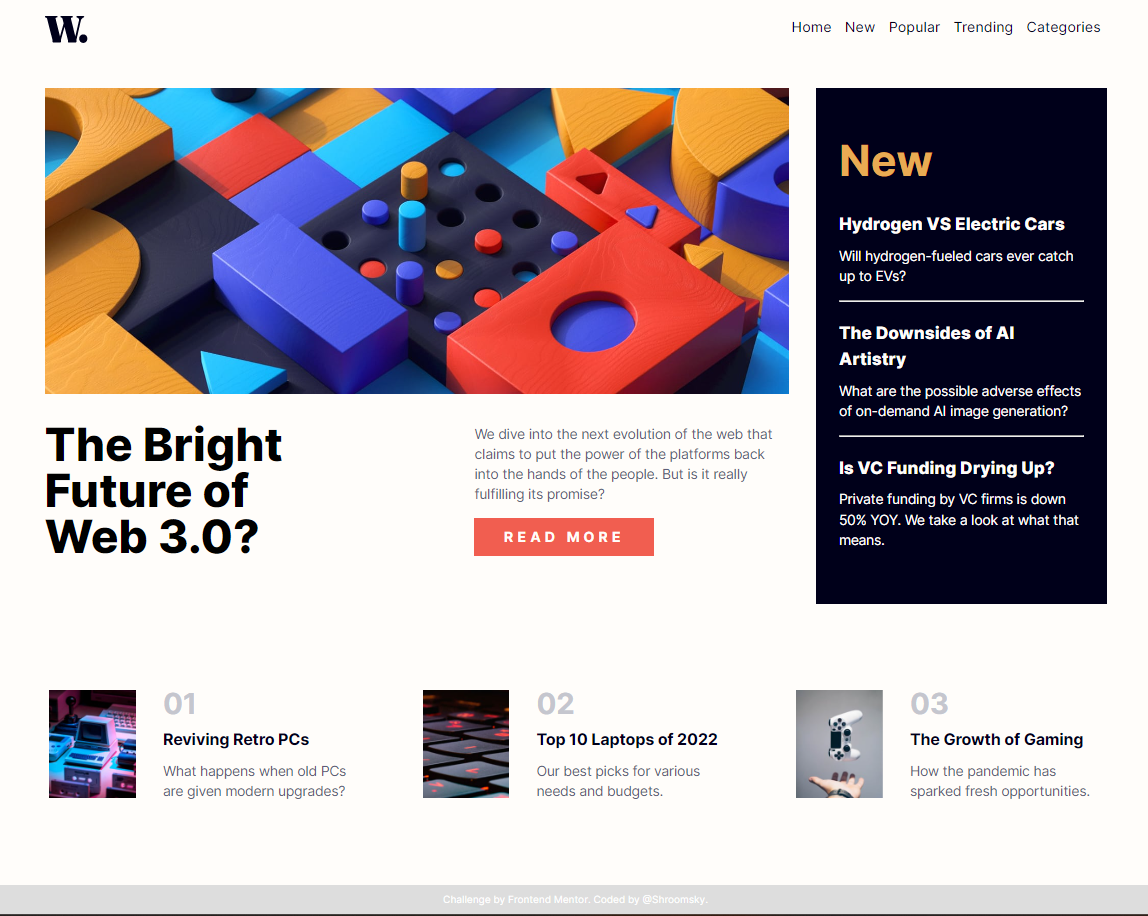 W.
Home New Popular Trending Categories
The Bright
Future of
Web 3.0?
We dive into the next evolution of the web that
claims to put the power of the platforms back
into the hands of the people. But is it really
fulfilling its promise?
READ MORE
New
Hydrogen VS Electric Cars
Will hydrogen-fueled cars ever catch
up to EVs?
The Downsides of AI
Artistry
What are the possible adverse effects
of on-demand AI image generation?
Is VC Funding Drying Up?
Private funding by VC firms is down
50% YOY. We take a look at what that
means.
01
Reviving Retro PCs
What happens when old PCs
are given modern upgrades?
02
Top 10 Laptops of 2022
Our best picks for various
needs and budgets.
03
The Growth of Gaming
How the pandemic has
sparked fresh opportunities.
Challenge by Frontend Mentor. Coded by @Shroomsky.